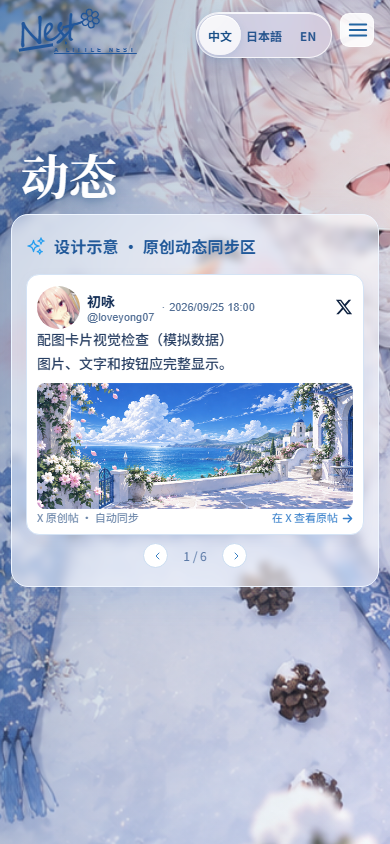 Nest
A LITTLE NEST
中文 日本語 EN
动态
设计示意 · 原创动态同步区
初咏 · 2026/09/25 18:00
@loveyong07
配图卡片视觉检查（模拟数据）
图片、文字和按钮应完整显示。
X 原创帖 · 自动同步
在 X 查看原帖 →
1 / 6